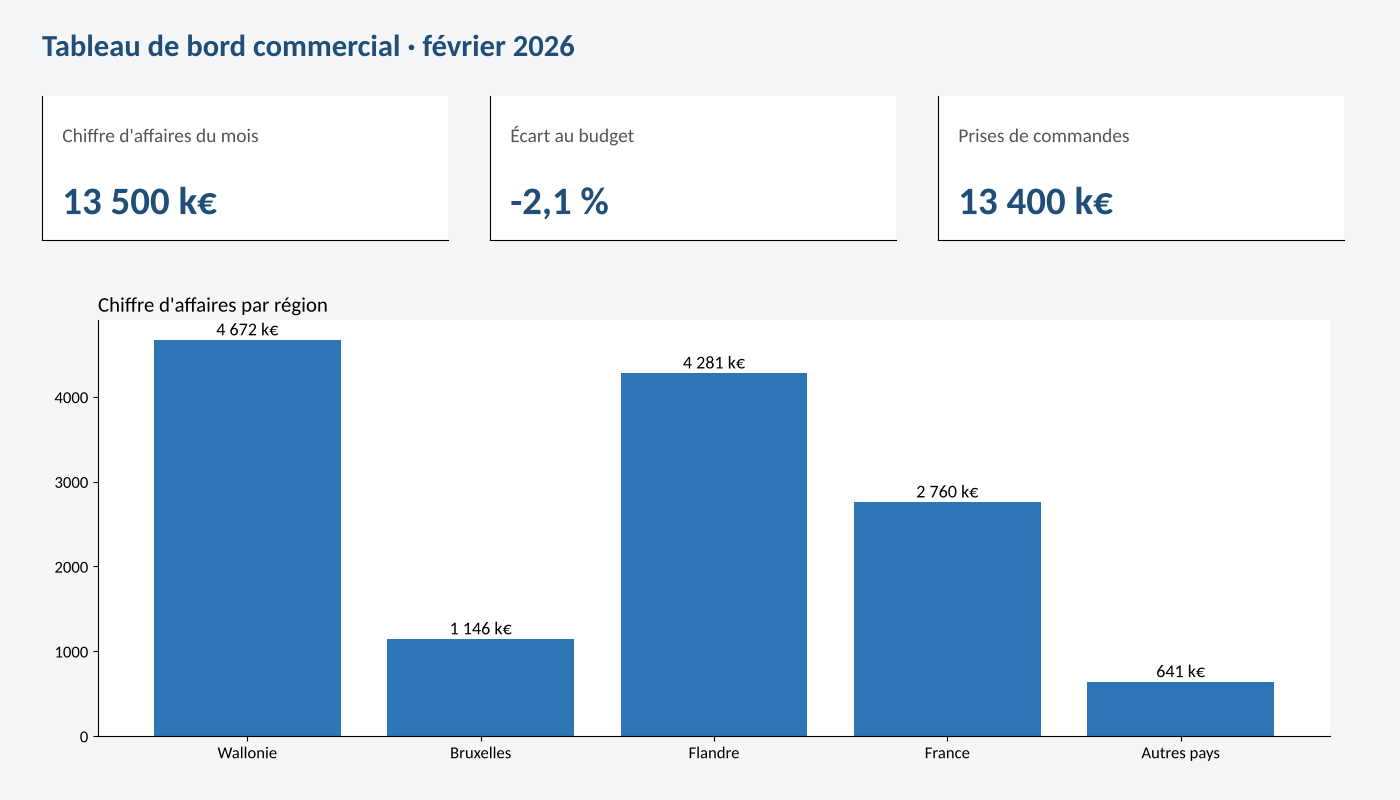 Tableau de bord commercial · février 2026
Chiffre d'affaires du mois
13 500 k€
Écart au budget
-2,1 %
Prises de commandes
13 400 k€
Chiffre d'affaires par région
4 672 k€
4 281 k€
2 760 k€
1 146 k€
641 k€
4000
3000
2000
1000
0
Wallonie
Bruxelles
Flandre
France
Autres pays